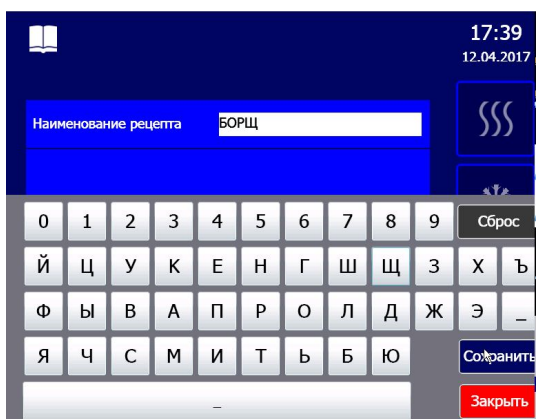 17:39
12.04.2017
Наименование рецепта БОРЩ
0 1 2 3 4 5 6 7 8 9 Сброс
Й Ц У К Е Н Г Ш Щ З Х Ъ
Ф Ы В А П Р О Л Д Ж Э _
Я Ч С М И Т Ь Б Ю Сохранить
_ Закрыть